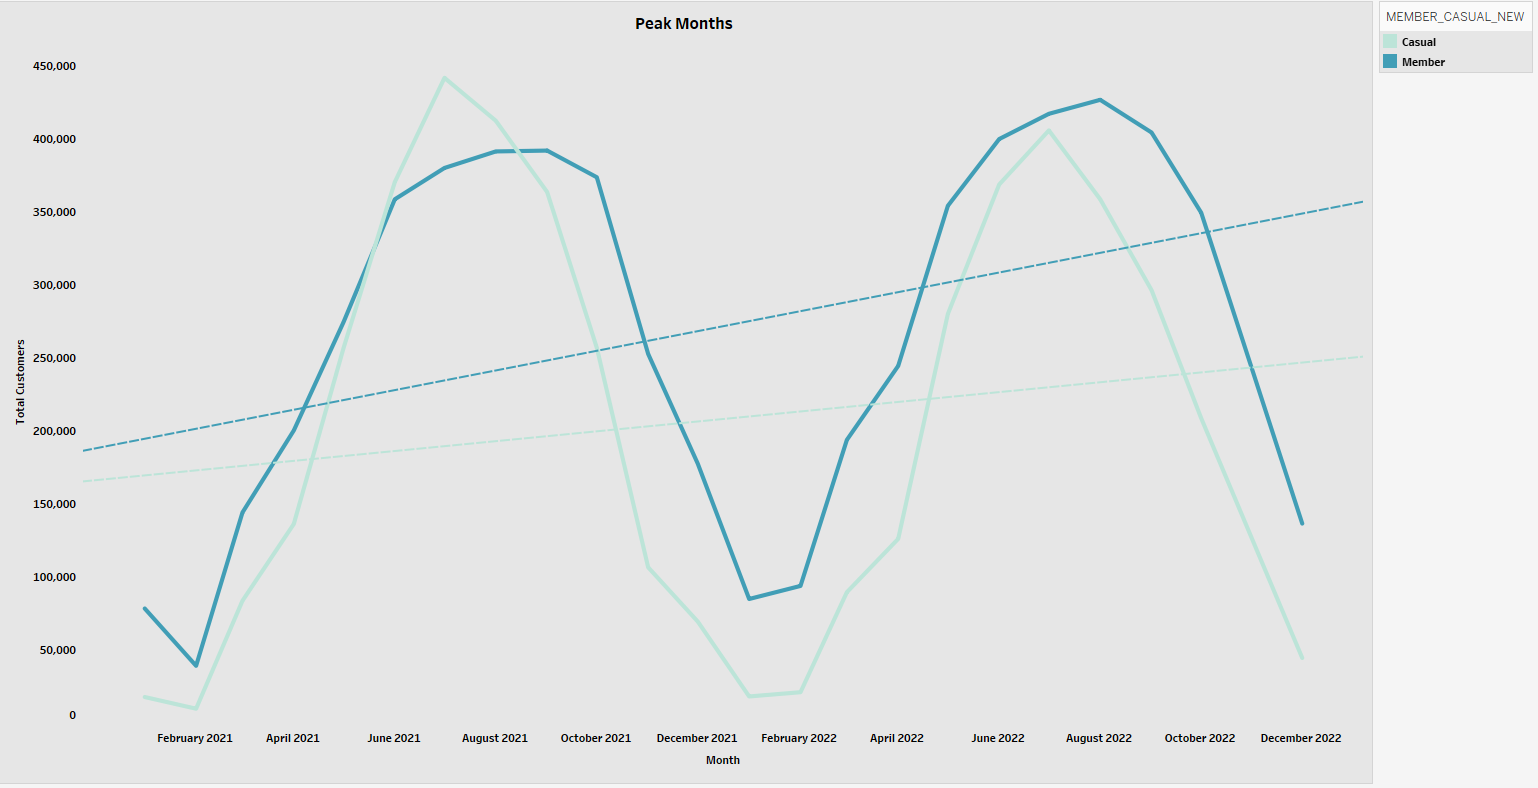 Peak Months
MEMBER_CASUAL_NEW
Casual
Member
450,000
400,000
350,000
300,000
250,000
200,000
150,000
100,000
50,000
0
Total Customers
February 2021
April 2021
June 2021
August 2021
October 2021
December 2021
February 2022
April 2022
June 2022
August 2022
October 2022
December 2022
Month